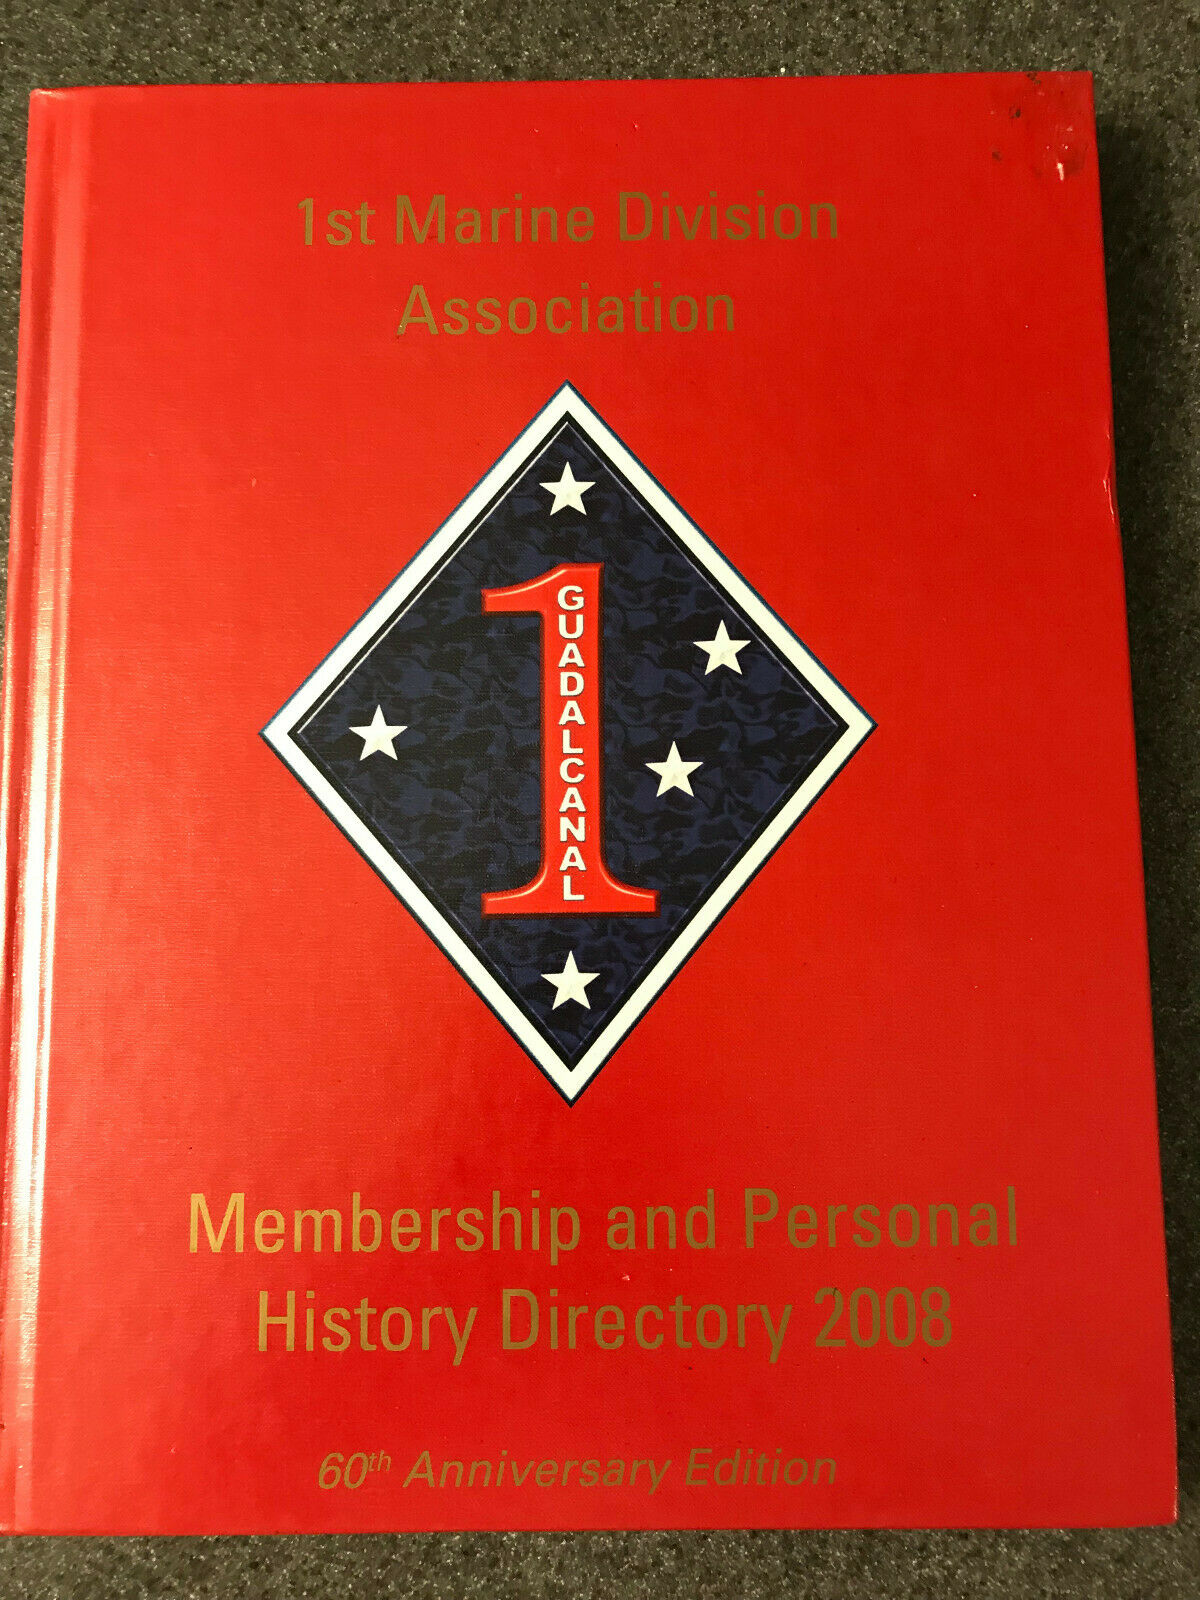 1st Marine Division
Association
1
GUADALCANAL
Membership and Personal
History Directory 2008
60th Anniversary Edition